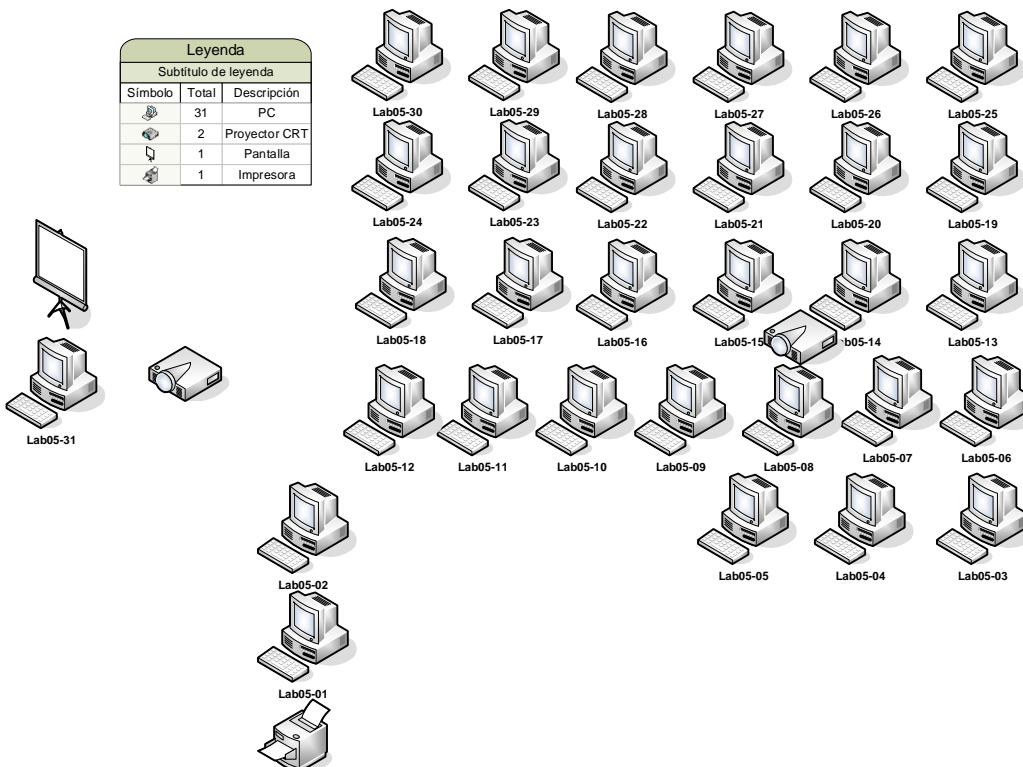 Leyenda
Subtítulo de leyenda
Símbolo Total Descripción
31 PC
2 Proyector CRT
1 Pantalla
1 Impresora
Lab05-30 Lab05-29 Lab05-28 Lab05-27 Lab05-26 Lab05-25
Lab05-24 Lab05-23 Lab05-22 Lab05-21 Lab05-20 Lab05-19
Lab05-18 Lab05-17 Lab05-16 Lab05-15 b05-14 Lab05-13
Lab05-31
Lab05-12 Lab05-11 Lab05-10 Lab05-09 Lab05-08 Lab05-07 Lab05-06
Lab05-05 Lab05-04 Lab05-03
Lab05-02
Lab05-01